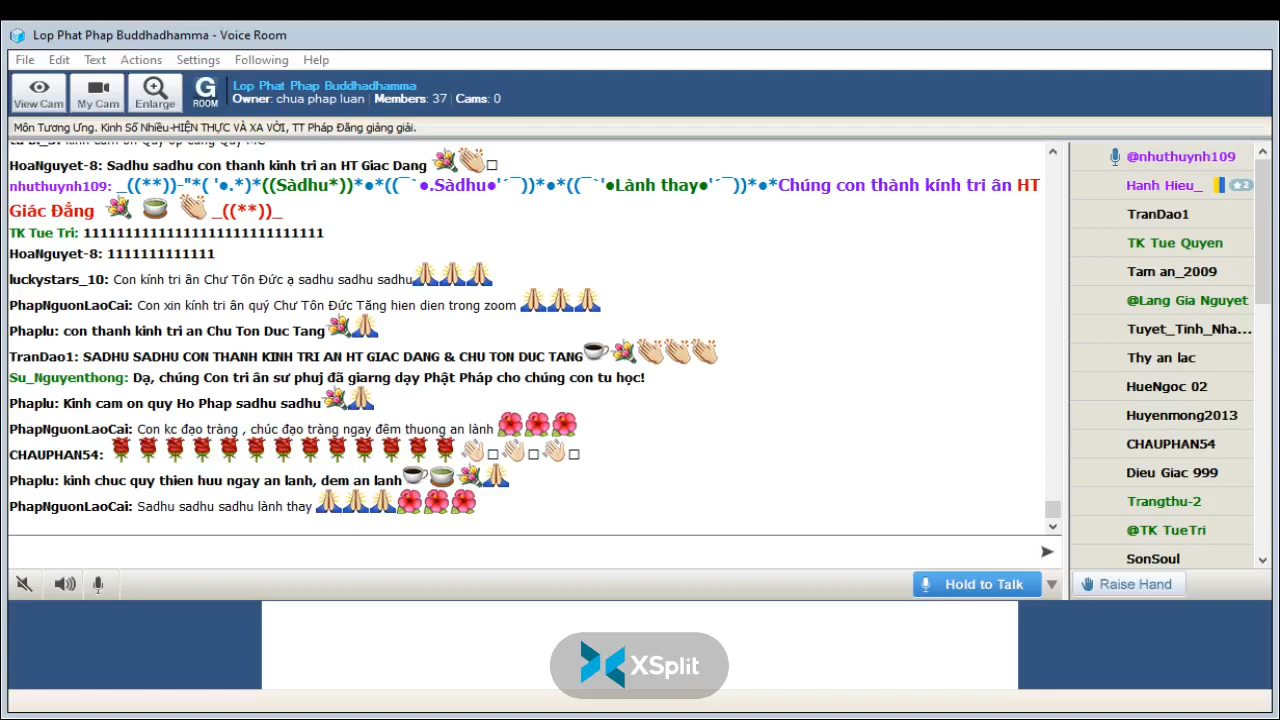 Lop Phat Phap Buddhadhamma - Voice Room
File Edit Text Actions Settings Following Help
View Cam My Cam Enlarge G ROOM
Lop Phat Phap Buddhadhamma
Owner: chua phap luan | Members: 37 | Cams: 0
Môn Tương Ưng. Kinh Số Nhiều-HIỆN THỰC VÀ XA VỜI, TT Pháp Đăng giảng giải.
HoaNguyet-8: Sadhu sadhu con thanh kinh tri an HT Giac Dang 💐👏□
nhuthuynh109: _((**))-"*( '●.*)*((Sàdhu*))*●*((¯`●.Sàdhu●'´¯))*●*((¯`'●Lành thay●'´¯))*●*Chúng con thành kính tri ân HT
Giác Đẳng 💐 🍵 👏 _((**))_
TK Tue Tri: 11111111111111111111111111111
HoaNguyet-8: 1111111111111
luckystars_10: Con kính tri ân Chư Tôn Đức ạ sadhu sadhu sadhu🙏🙏🙏
PhapNguonLaoCai: Con xin kính tri ân quý Chư Tôn Đức Tăng hien dien trong zoom 🙏🙏🙏
Phaplu: con thanh kinh tri an Chu Ton Duc Tang 💐🙏
TranDao1: SADHU SADHU CON THANH KINH TRI AN HT GIAC DANG & CHU TON DUC TANG☕💐👏👏👏
Su_Nguyenthong: Dạ, chúng Con tri ân sư phuj đã giarng dạy Phật Pháp cho chúng con tu học!
Phaplu: Kinh cam on quy Ho Phap sadhu sadhu 💐🙏
PhapNguonLaoCai: Con kc đạo tràng , chúc đạo tràng ngay đêm thuong an lành 🌺🌺🌺
CHAUPHAN54: 🌹🌹🌹🌹🌹🌹🌹🌹🌹🌹🌹🌹🌹 👏□👏□👏□
Phaplu: kinh chuc quy thien huu ngay an lanh, dem an lanh☕🍵💐🙏
PhapNguonLaoCai: Sadhu sadhu sadhu lành thay 🙏🙏🙏🌺🌺🌺
@nhuthuynh109
Hanh Hieu_ ★2
TranDao1
TK Tue Quyen
Tam an_2009
@Lang Gia Nguyet
Tuyet_Tinh_Nha...
Thy an lac
HueNgoc 02
Huyenmong2013
CHAUPHAN54
Dieu Giac 999
Trangthu-2
@TK TueTri
SonSoul
Hold to Talk
Raise Hand
XSplit